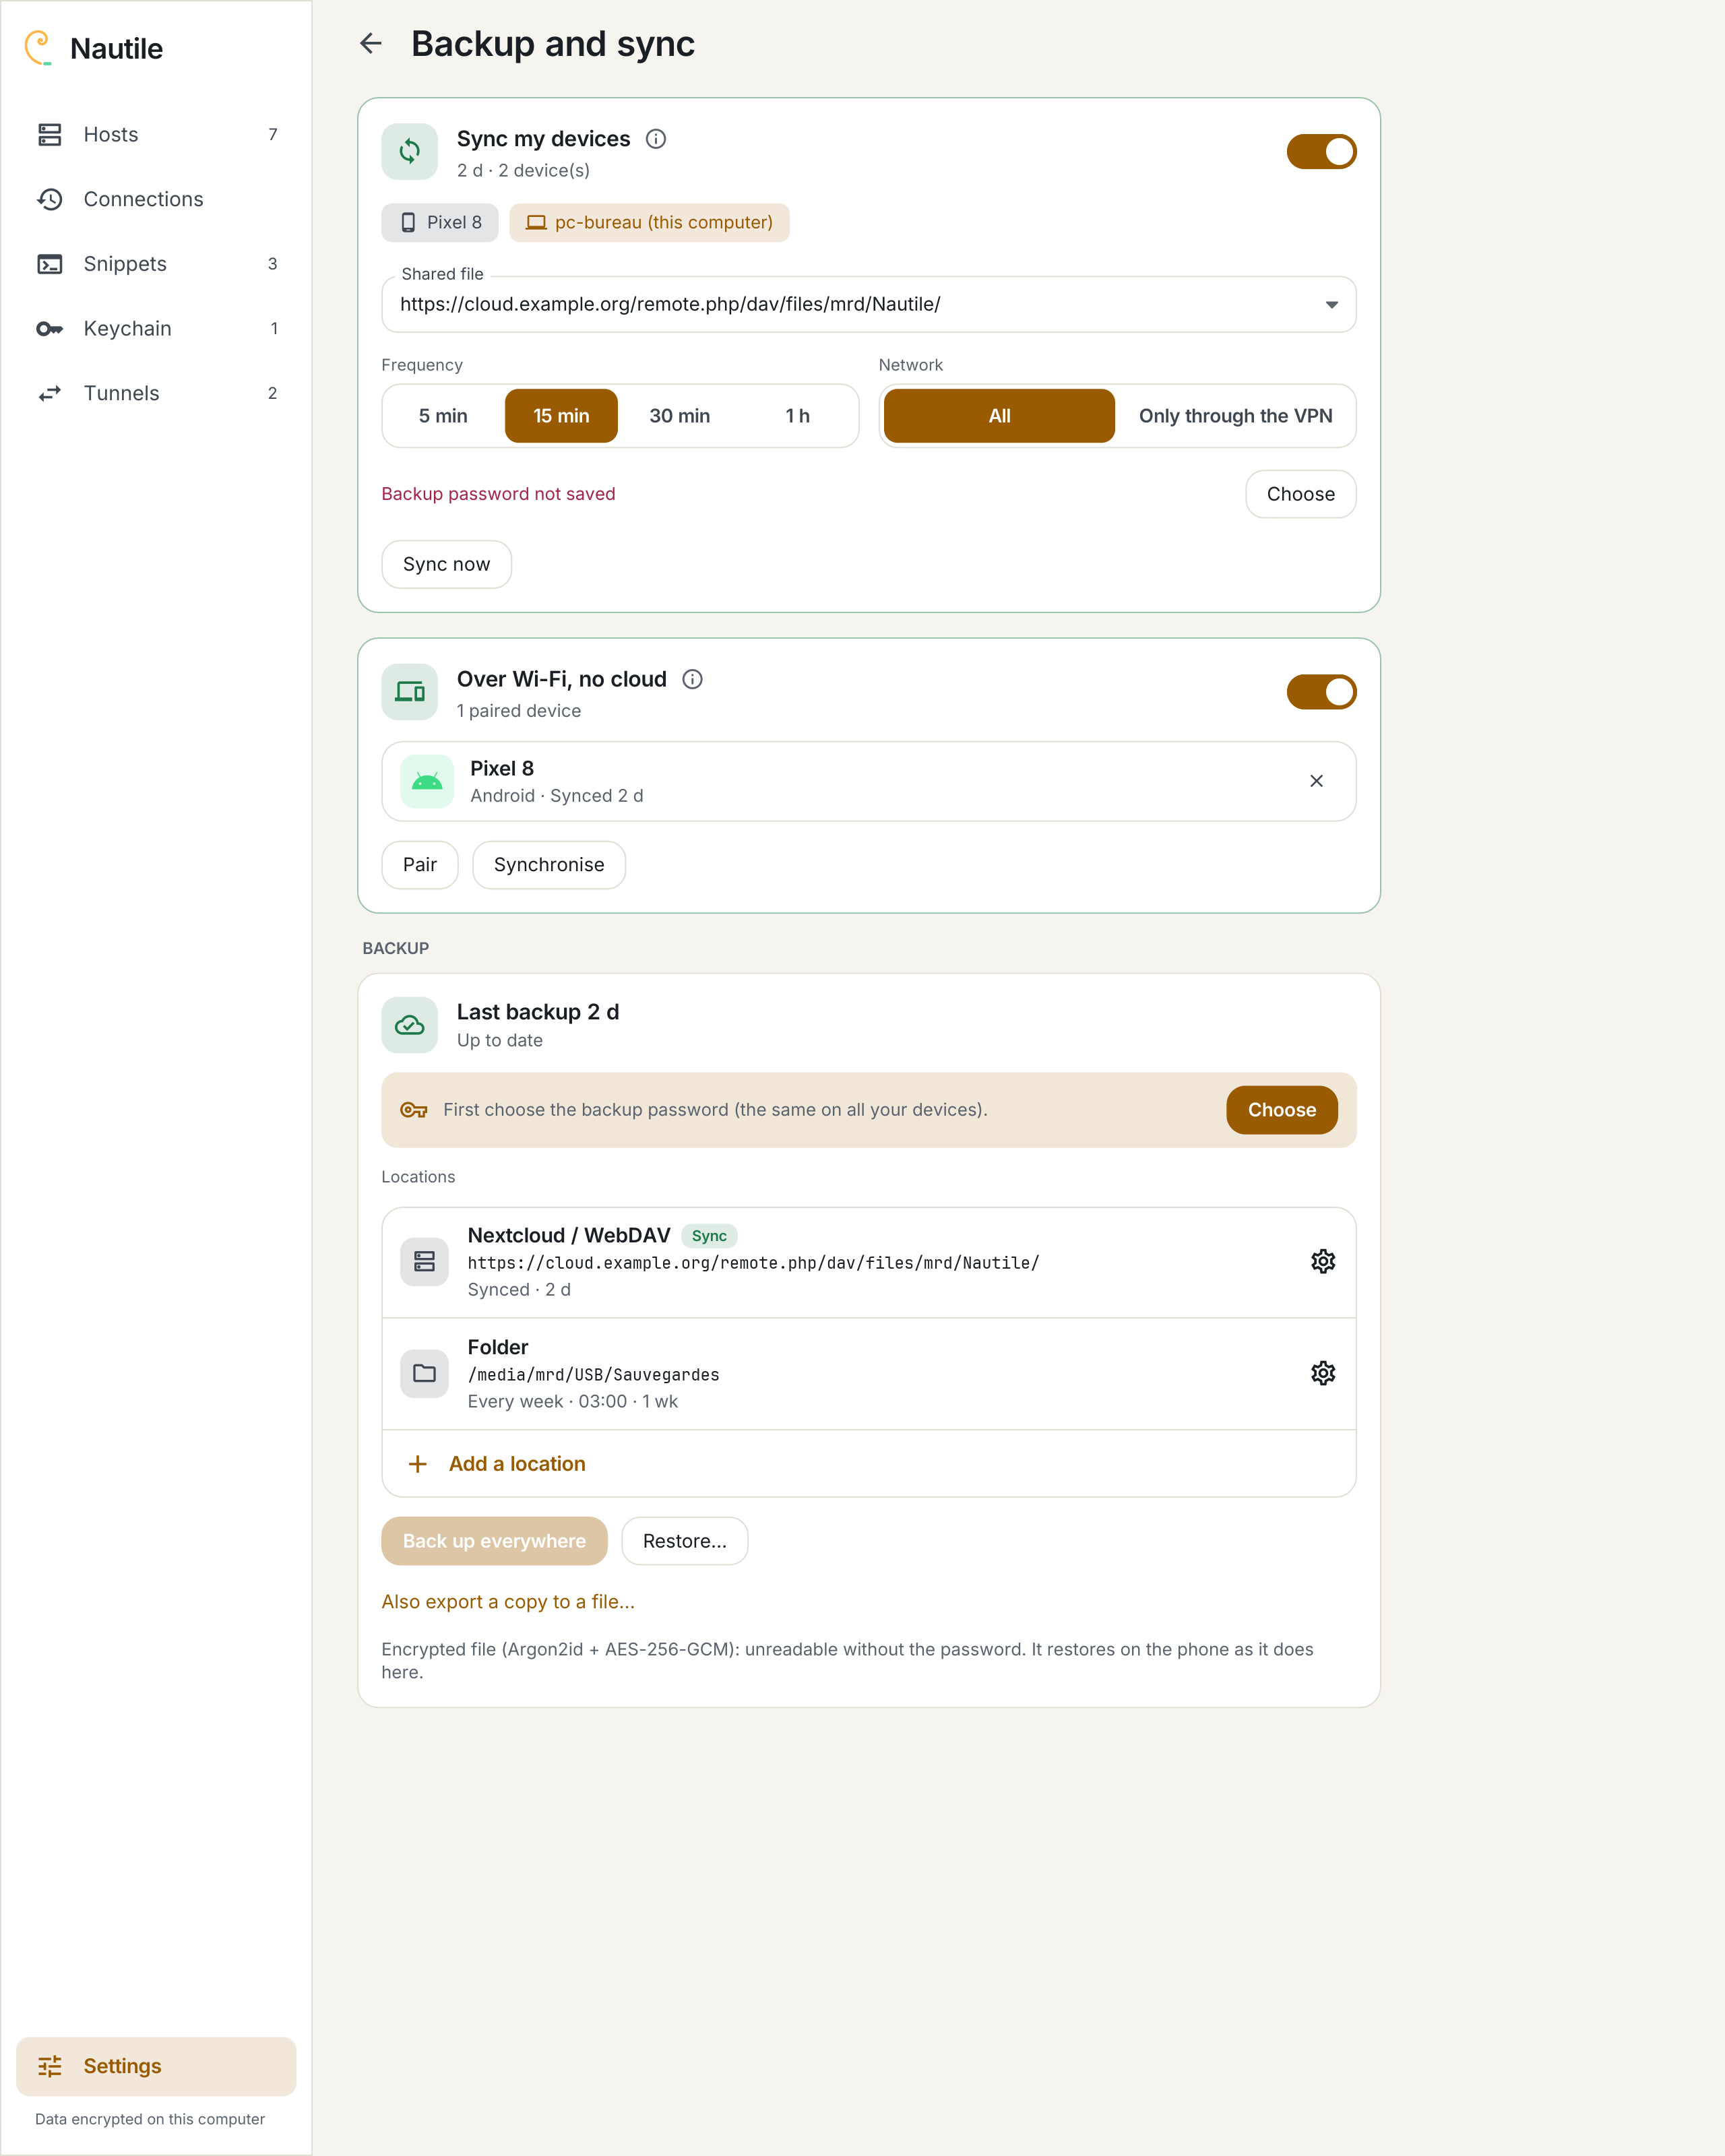 Nautile
Hosts 7
Connections
Snippets 3
Keychain 1
Tunnels 2
Settings
Data encrypted on this computer
Backup and sync
Sync my devices
2 d · 2 device(s)
Pixel 8
pc-bureau (this computer)
Shared file
https://cloud.example.org/remote.php/dav/files/mrd/Nautile/
Frequency
5 min 15 min 30 min 1 h
Network
All Only through the VPN
Backup password not saved
Choose
Sync now
Over Wi-Fi, no cloud
1 paired device
Pixel 8
Android · Synced 2 d
Pair
Synchronise
BACKUP
Last backup 2 d
Up to date
First choose the backup password (the same on all your devices).
Choose
Locations
Nextcloud / WebDAV Sync
https://cloud.example.org/remote.php/dav/files/mrd/Nautile/
Synced · 2 d
Folder
/media/mrd/USB/Sauvegardes
Every week · 03:00 · 1 wk
Add a location
Back up everywhere
Restore...
Also export a copy to a file...
Encrypted file (Argon2id + AES-256-GCM): unreadable without the password. It restores on the phone as it does
here.